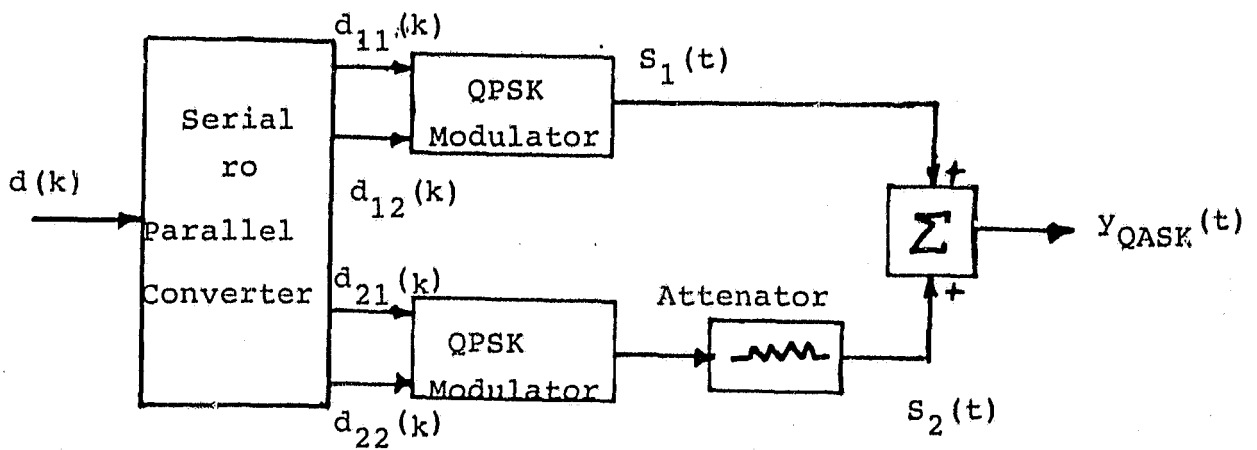 d(k)
Serial
ro
Parallel
Converter
d11(k)
d12(k)
d21(k)
d22(k)
QPSK
Modulator
QPSK
Modulator
S1(t)
Attenator
S2(t)
+
Σ
+
yQASK(t)